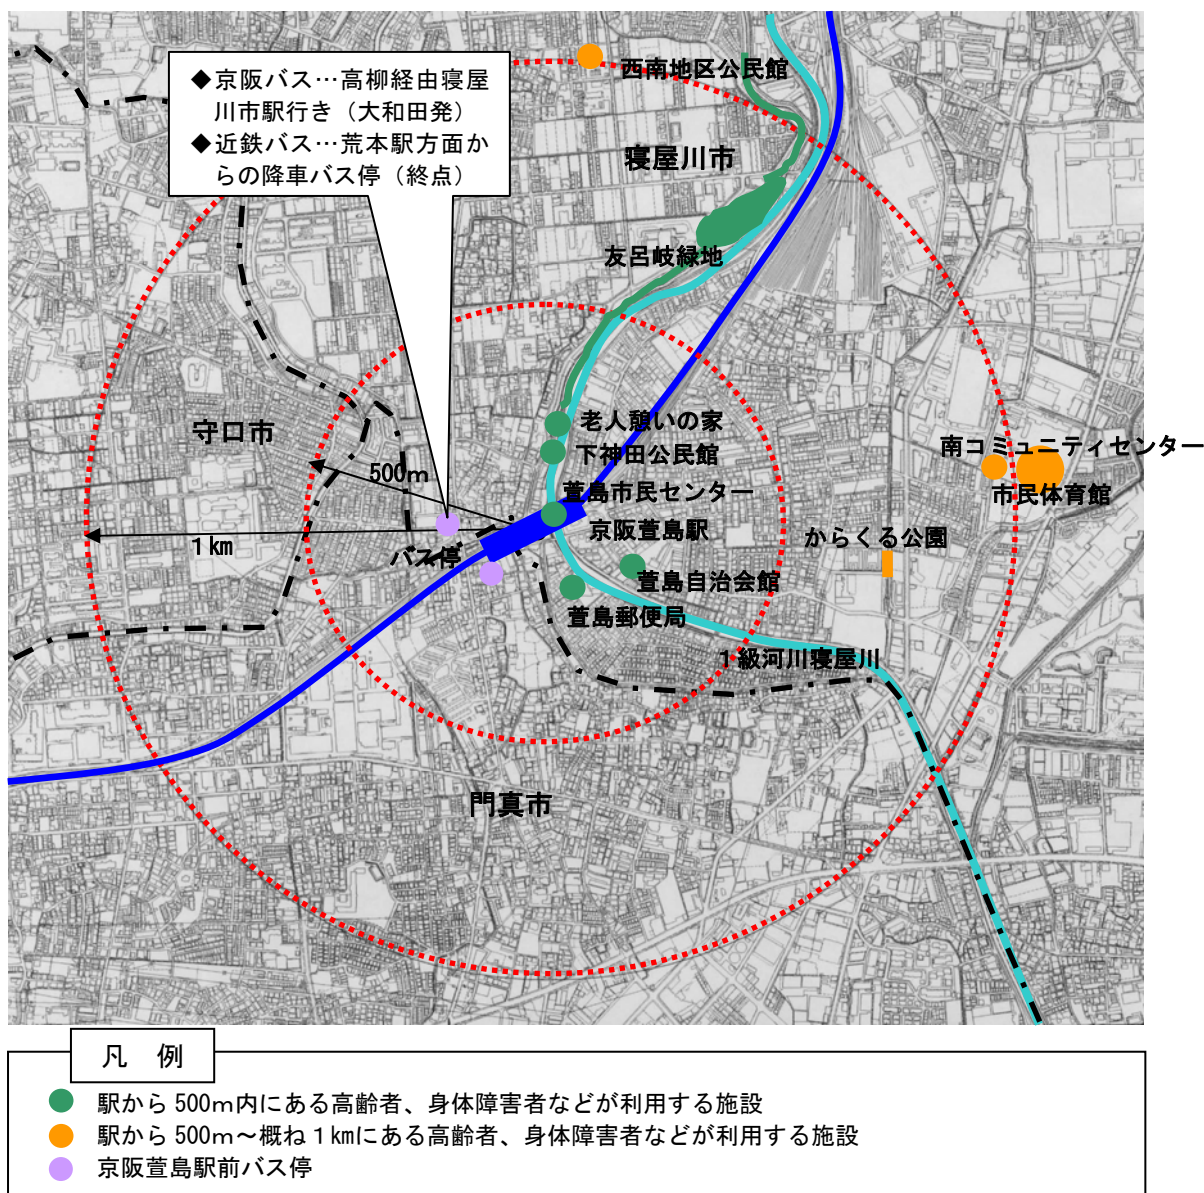 ◆京阪バス…高柳経由寝屋
川市駅行き（大和田発）
◆近鉄バス…荒本駅方面か
らの降車バス停（終点）
西南地区公民館
寝屋川市
友呂岐緑地
守口市
500m
1km
老人憩いの家
下神田公民館
萱島市民センター
京阪萱島駅
バス停
萱島自治会館
萱島郵便局
南コミュニティセンター
市民体育館
からくる公園
1級河川寝屋川
門真市
凡 例
駅から 500m内にある高齢者、身体障害者などが利用する施設
駅から 500m～概ね 1kmにある高齢者、身体障害者などが利用する施設
京阪萱島駅前バス停